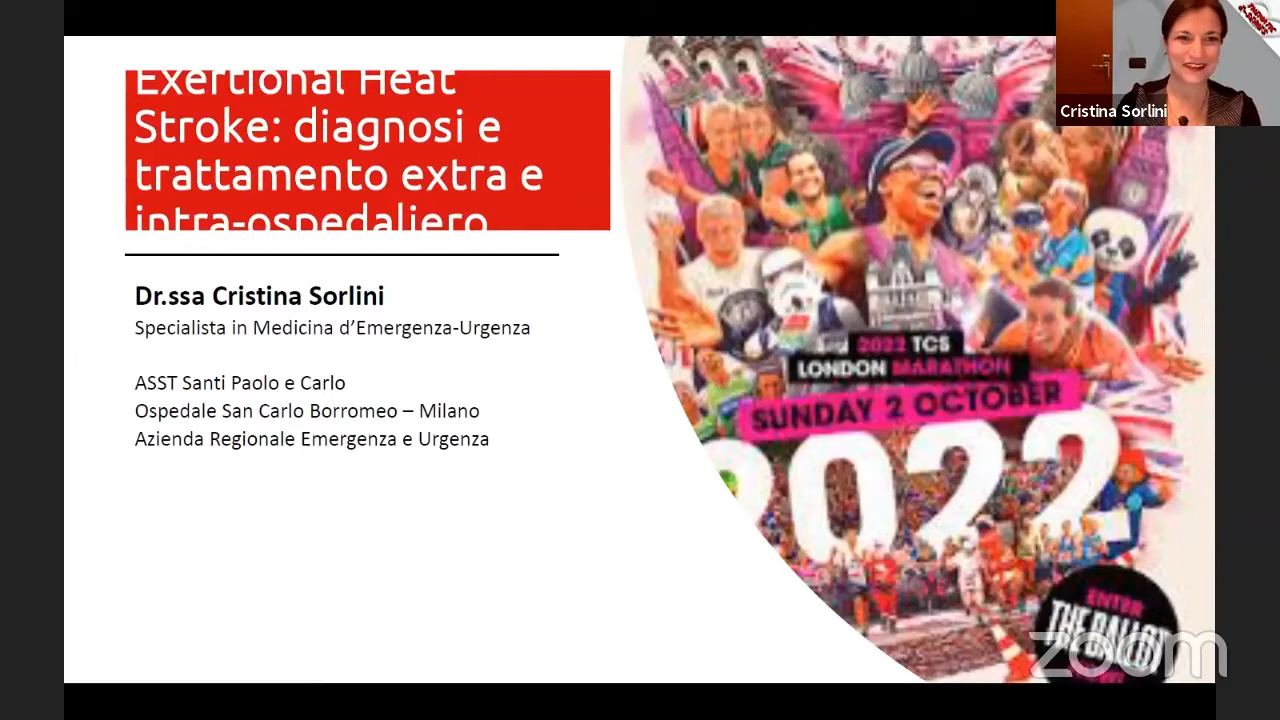 Exertional Heat
Stroke: diagnosi e
trattamento extra e
intra-ospedaliero
Dr.ssa Cristina Sorlini
Specialista in Medicina d’Emergenza-Urgenza
ASST Santi Paolo e Carlo
Ospedale San Carlo Borromeo – Milano
Azienda Regionale Emergenza e Urgenza
Cristina Sorlini
2022 TCS
LONDON MARATHON
SUNDAY 2 OCTOBER
2022
ENTER
THE BALLOT
zoom